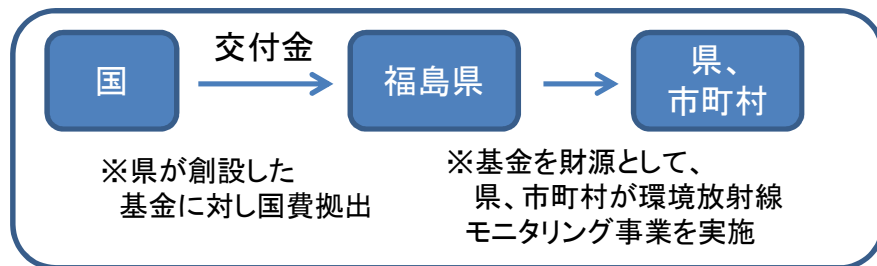 国
交付金
福島県
県、
市町村
※県が創設した
基金に対し国費拠出
※基金を財源として、
県、市町村が環境放射線
モニタリング事業を実施